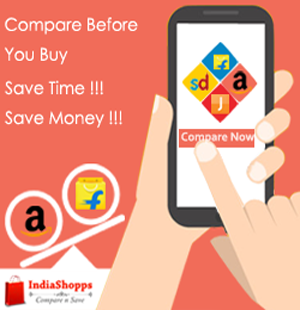 Compare Before
You Buy
Save Time !!!
Save Money !!!
sd
f
a
J
Compare Now
a
f
IndiaShopps
Compare n Save